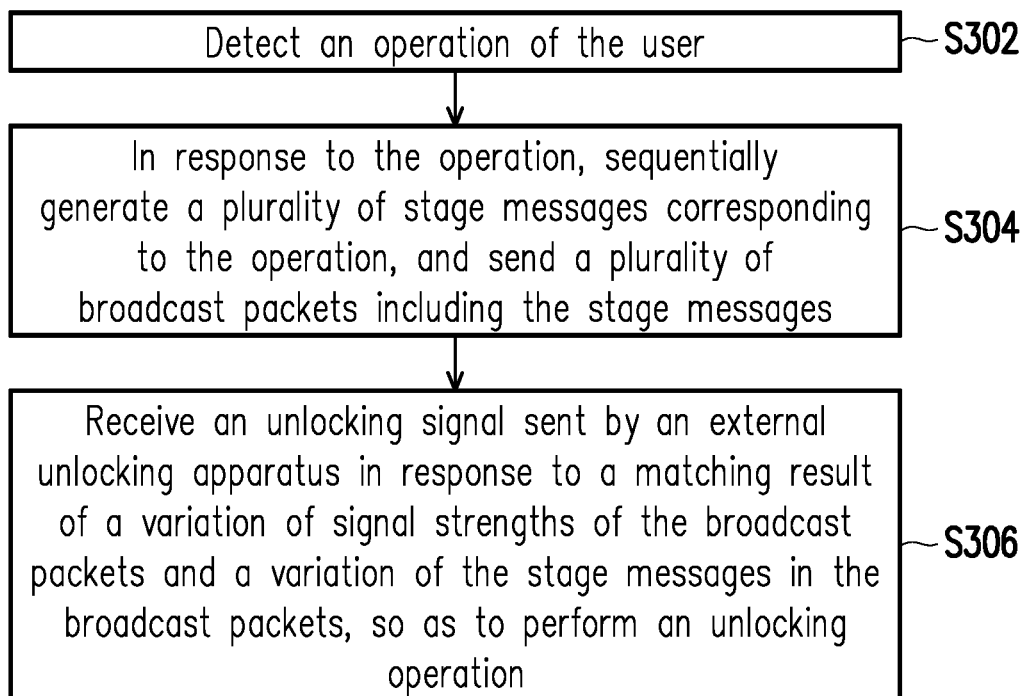 Detect an operation of the user
S302
In response to the operation, sequentially
generate a plurality of stage messages corresponding
to the operation, and send a plurality of
broadcast packets including the stage messages
S304
Receive an unlocking signal sent by an external
unlocking apparatus in response to a matching result
of a variation of signal strengths of the broadcast
packets and a variation of the stage messages in the
broadcast packets, so as to perform an unlocking
operation
S306